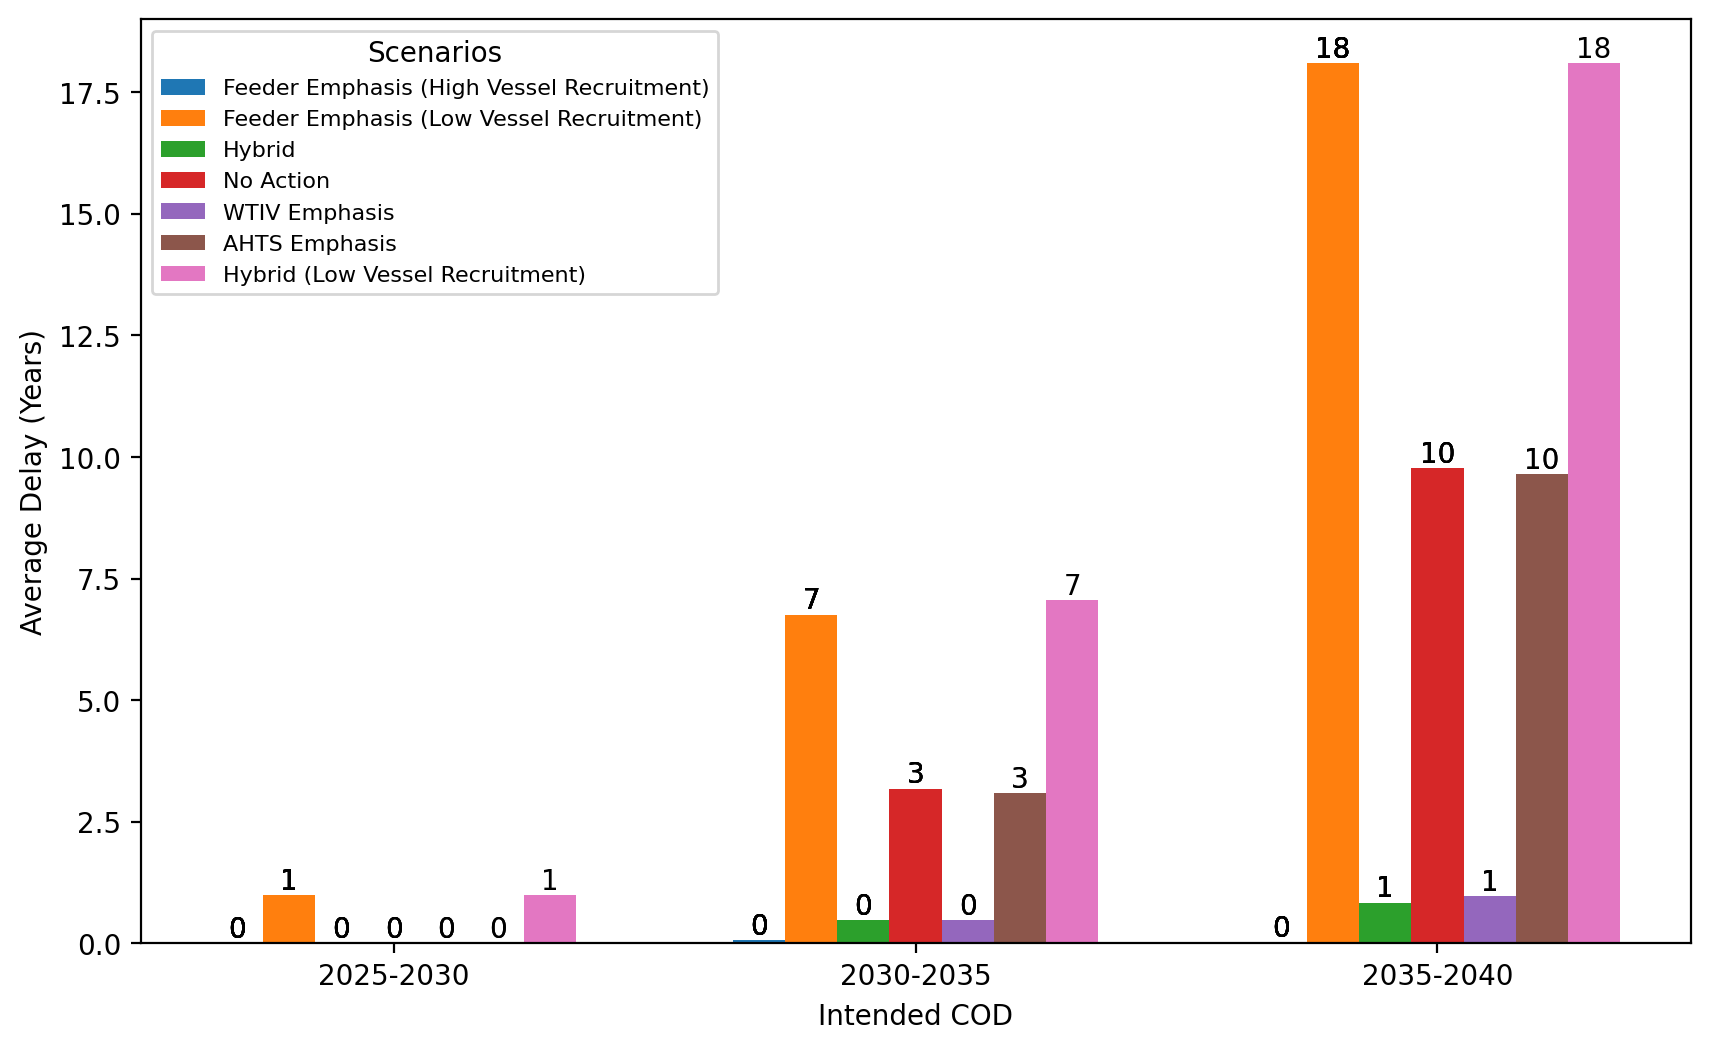 Scenarios
Feeder Emphasis (High Vessel Recruitment)
Feeder Emphasis (Low Vessel Recruitment)
Hybrid
No Action
WTIV Emphasis
AHTS Emphasis
Hybrid (Low Vessel Recruitment)
Average Delay (Years)
17.5
15.0
12.5
10.0
7.5
5.0
2.5
0.0
0 1 0 0 0 0 1
0 7 0 3 0 3 7
0 18 1 10 1 10 18
2025-2030 2030-2035 2035-2040
Intended COD